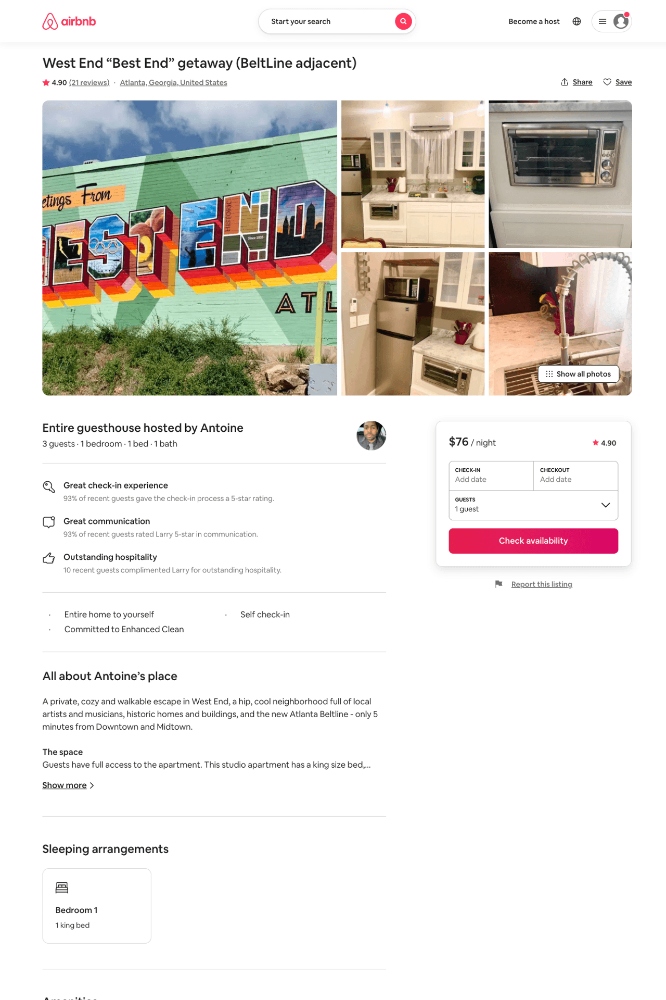 airbnb
Start your search
Become a host
West End “Best End” getaway (BeltLine adjacent)
4.90 (21 reviews) · Atlanta, Georgia, United States
Share
Save
etings From
WEST END
HISTORIC
Since 1835
ATL
COSORI
Show all photos
Entire guesthouse hosted by Antoine
3 guests · 1 bedroom · 1 bed · 1 bath
Great check-in experience
93% of recent guests gave the check-in process a 5-star rating.
Great communication
93% of recent guests rated Larry 5-star in communication.
Outstanding hospitality
10 recent guests complimented Larry for outstanding hospitality.
· Entire home to yourself
· Self check-in
· Committed to Enhanced Clean
All about Antoine’s place
A private, cozy and walkable escape in West End, a hip, cool neighborhood full of local
artists and musicians, historic homes and buildings, and the new Atlanta Beltline - only 5
minutes from Downtown and Midtown.
The space
Guests have full access to the apartment. This studio apartment has a king size bed,...
Show more
Sleeping arrangements
Bedroom 1
1 king bed
Amenities
$76 / night
4.90
CHECK-IN
Add date
CHECKOUT
Add date
GUESTS
1 guest
Check availability
Report this listing